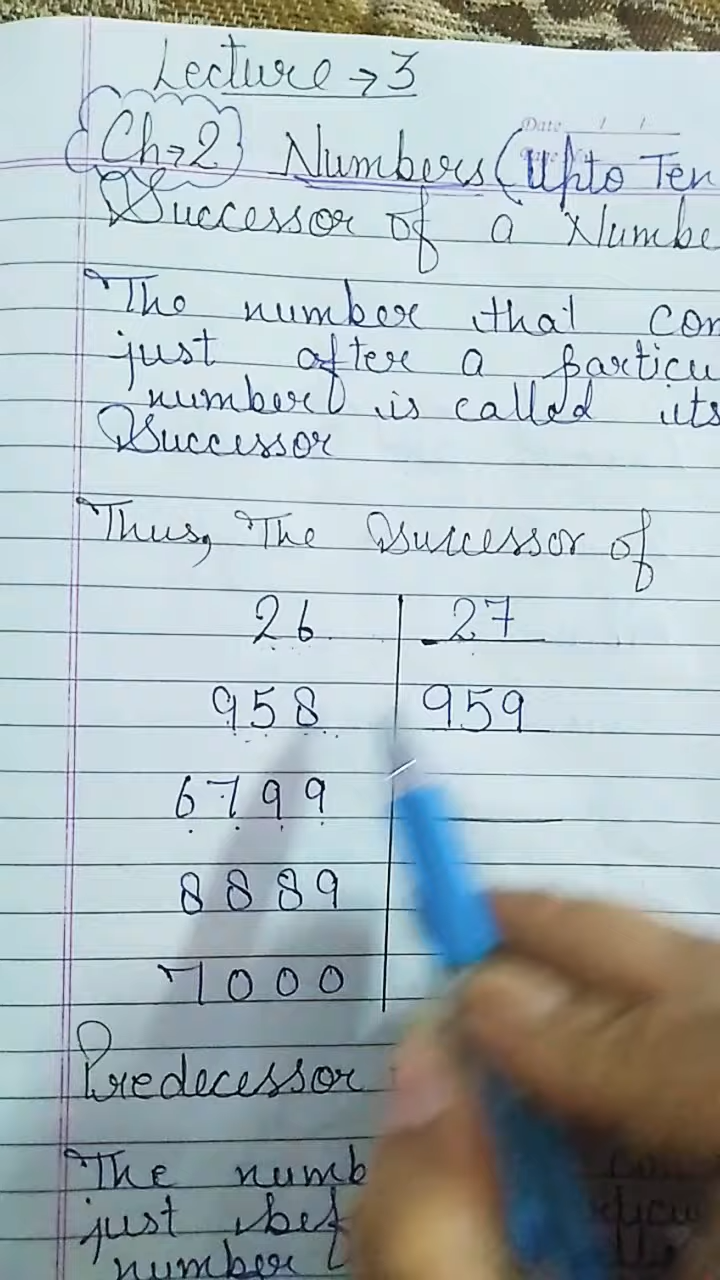 Lecture → 3
Date / /
Ch→2 Numbers (Upto Ten
Successor of a Numbe
The number that com
just after a particu
number is called its
Successor
Thus, The Successor of
26 27
958 959
6799
8889
7000
Predecessor
The numb
just bef
number